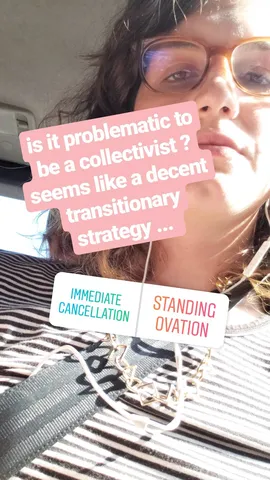 is it problematic to
be a collectivist ?
seems like a decent
transitionary
strategy ...
IMMEDIATE
CANCELLATION
STANDING
OVATION